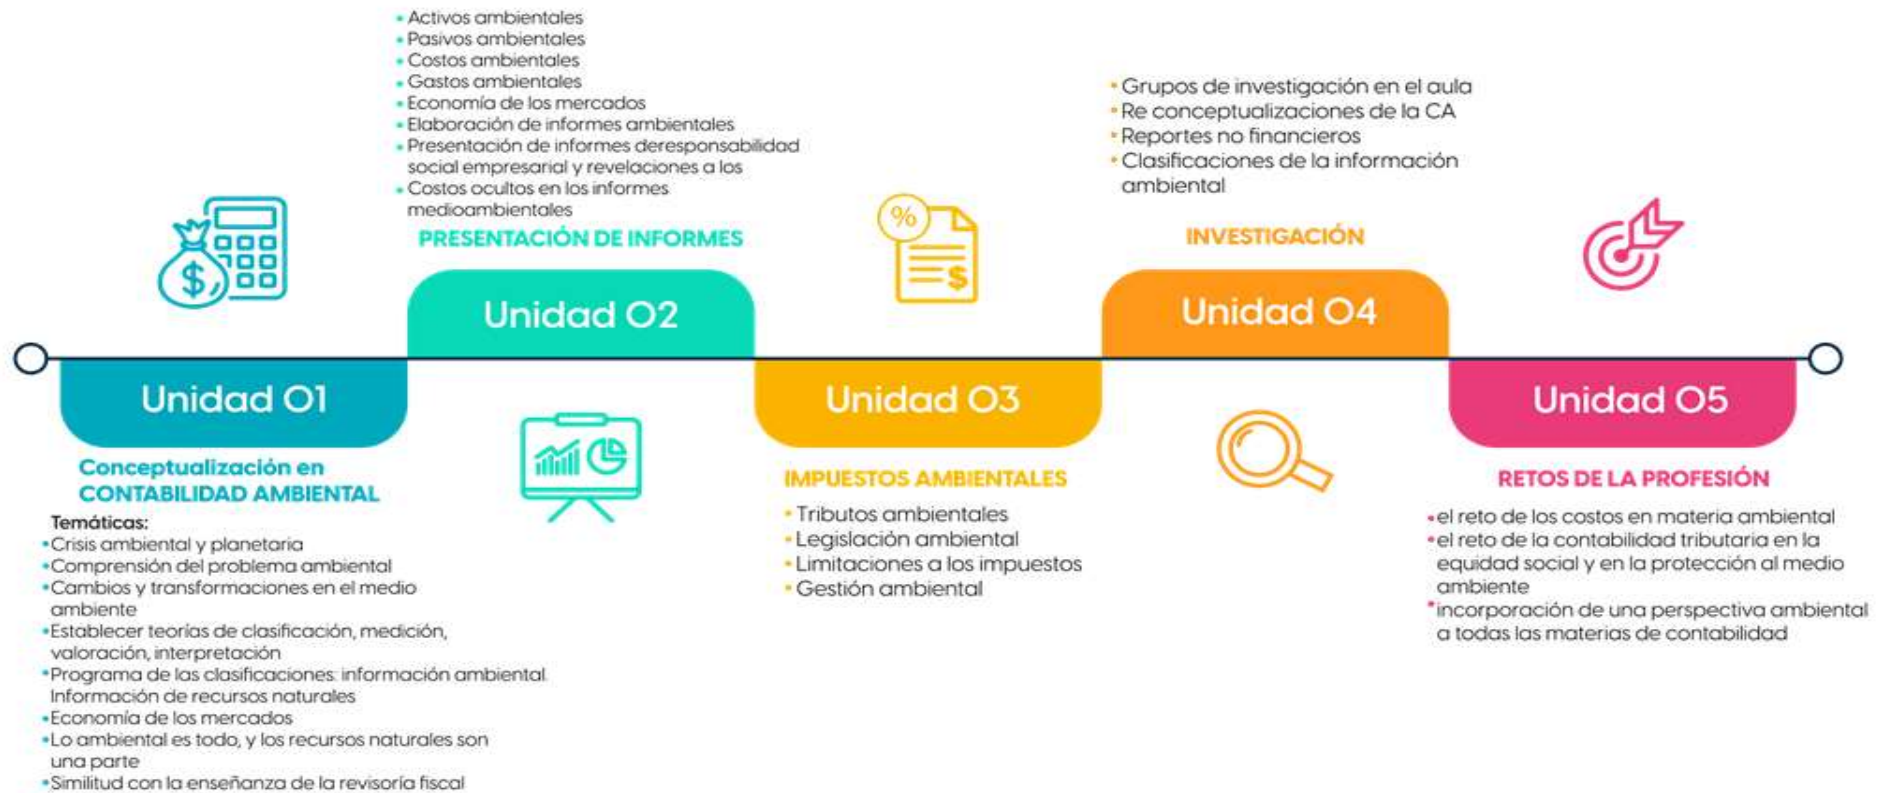 Unidad 01
Conceptualización en
CONTABILIDAD AMBIENTAL
Temáticas:
•Crisis ambiental y planetaria
•Comprensión del problema ambiental
•Cambios y transformaciones en el medio
ambiente
•Establecer teorías de clasificación, medición,
valoración, interpretación
•Programa de las clasificaciones: información ambiental.
Información de recursos naturales
•Economía de los mercados
•Lo ambiental es todo, y los recursos naturales son
una parte
•Similitud con la enseñanza de la revisoría fiscal
• Activos ambientales
• Pasivos ambientales
• Costos ambientales
• Gastos ambientales
• Economía de los mercados
• Elaboración de informes ambientales
• Presentación de informes deresponsabilidad
social empresarial y revelaciones a los
• Costos ocultos en los informes
medioambientales
PRESENTACIÓN DE INFORMES
Unidad 02
%
$
$
Unidad 03
IMPUESTOS AMBIENTALES
• Tributos ambientales
• Legislación ambiental
• Limitaciones a los impuestos
• Gestión ambiental
• Grupos de investigación en el aula
• Re conceptualizaciones de la CA
• Reportes no financieros
• Clasificaciones de la información
ambiental
INVESTIGACIÓN
Unidad 04
Unidad 05
RETOS DE LA PROFESIÓN
•el reto de los costos en materia ambiental
•el reto de la contabilidad tributaria en la
equidad social y en la protección al medio
ambiente
•incorporación de una perspectiva ambiental
a todas las materias de contabilidad